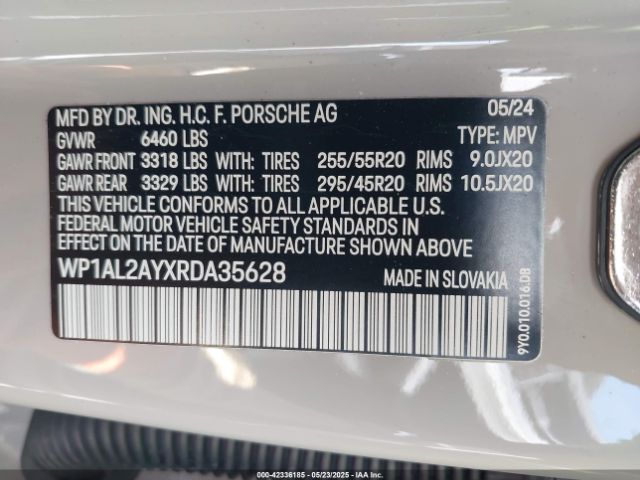 MFD BY DR. ING. H.C. F. PORSCHE AG 05/24
GVWR 6460 LBS TYPE: MPV
GAWR FRONT 3318 LBS WITH: TIRES 255/55R20 RIMS 9.0JX20
GAWR REAR 3329 LBS WITH: TIRES 295/45R20 RIMS 10.5JX20
THIS VEHICLE CONFORMS TO ALL APPLICABLE U.S.
FEDERAL MOTOR VEHICLE SAFETY STANDARDS IN
EFFECT ON THE DATE OF MANUFACTURE SHOWN ABOVE
WP1AL2AYXRDA35628 MADE IN SLOVAKIA
9Y0.010.016.DB
000-42336185 - 05/23/2025 - IAA Inc.